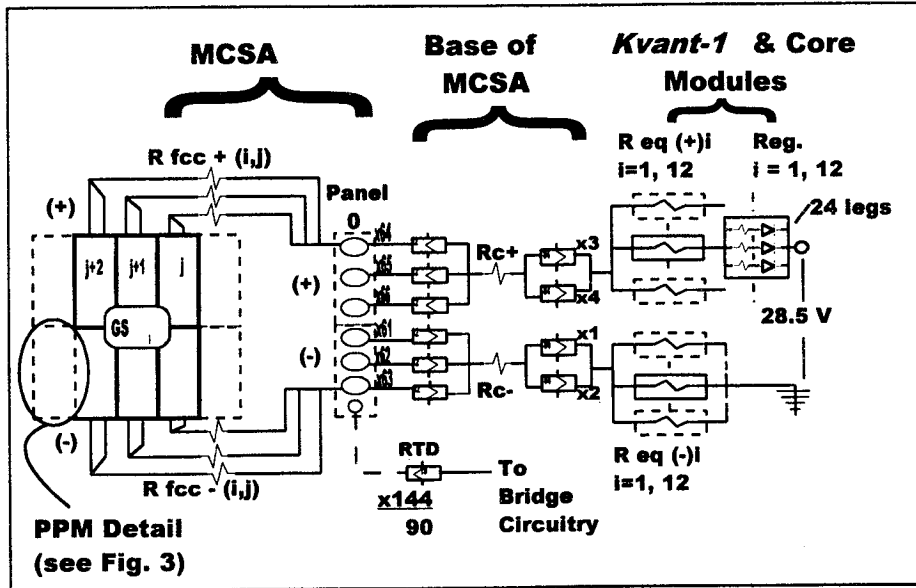 MCSA
Base of
MCSA
Kvant-1 & Core
Modules
R fcc + (i,j)
R eq (+)i
i=1, 12
Reg.
i = 1, 12
Panel
0
24 legs
(+)
j+2
j+1
j
x64
x65
x66
(+)
Rc+
x3
x4
28.5 V
GS
(-)
x61
x62
x63
Rc-
x1
x2
(-)
R fcc - (i,j)
R eq (-)i
i=1, 12
RTD
x144
90
To
Bridge
Circuitry
PPM Detail
(see Fig. 3)